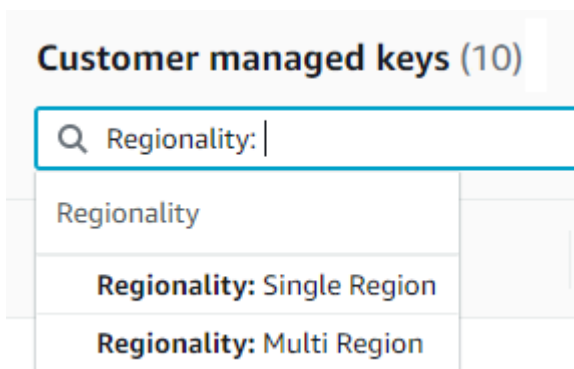 Customer managed keys (10)
Regionality:
Regionality
Regionality: Single Region
Regionality: Multi Region